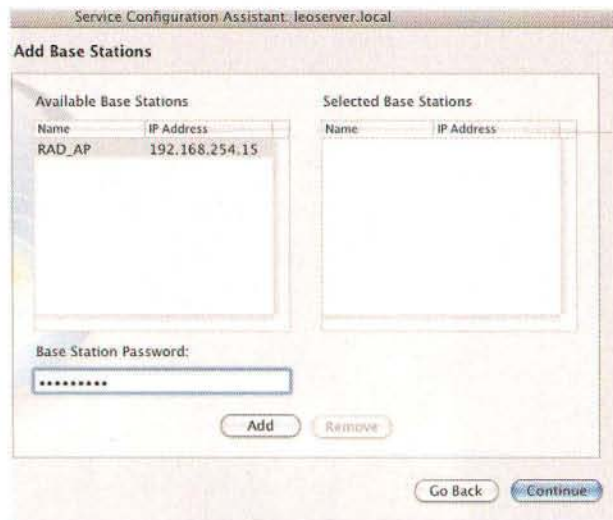 Service Configuration Assistant: leoserver.local
Add Base Stations
Available Base Stations
Name IP Address
RAD_AP 192.168.254.15
Selected Base Stations
Name IP Address
Base Station Password:
•••••••••
Add Remove
Go Back Continue